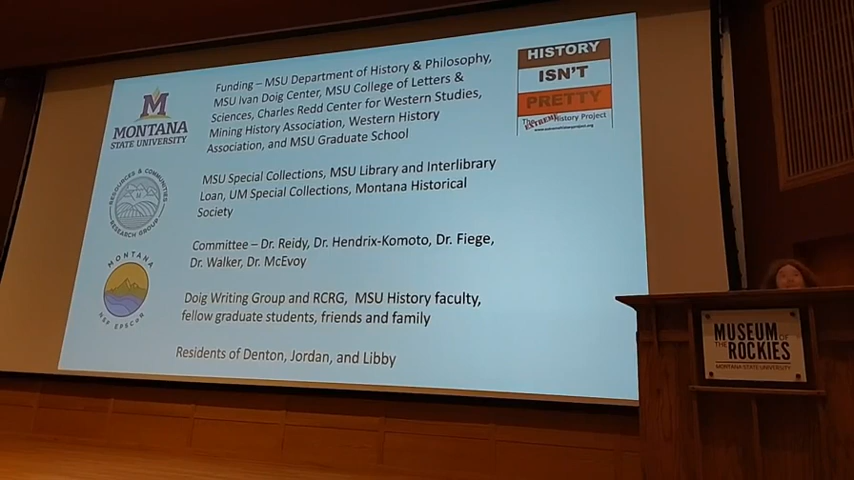 Funding – MSU Department of History & Philosophy,
MSU Ivan Doig Center, MSU College of Letters &
Sciences, Charles Redd Center for Western Studies,
Mining History Association, Western History
Association, and MSU Graduate School
MSU Special Collections, MSU Library and Interlibrary
Loan, UM Special Collections, Montana Historical
Society
Committee – Dr. Reidy, Dr. Hendrix-Komoto, Dr. Fiege,
Dr. Walker, Dr. McEvoy
Doig Writing Group and RCRG, MSU History faculty,
fellow graduate students, friends and family
Residents of Denton, Jordan, and Libby
M
MONTANA
STATE UNIVERSITY
RESOURCES & COMMUNITIES
RESEARCH GROUP
MONTANA
NSF EPSCoR
HISTORY
ISN'T
PRETTY
The EXTREME History Project
MUSEUM OF
THE ROCKIES
MONTANA STATE UNIVERSITY